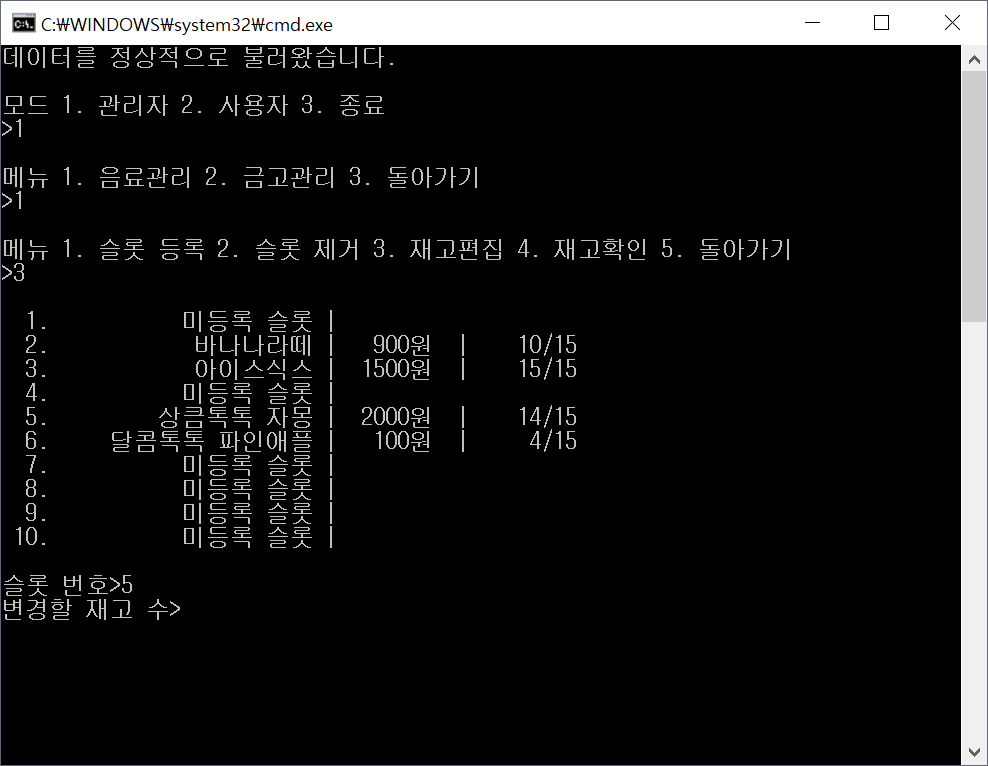 C:\WINDOWS\system32\cmd.exe
데이터를 정상적으로 불러왔습니다.
모드 1. 관리자 2. 사용자 3. 종료
>1
메뉴 1. 음료관리 2. 금고관리 3. 돌아가기
>1
메뉴 1. 슬롯 등록 2. 슬롯 제거 3. 재고편집 4. 재고확인 5. 돌아가기
>3
1. 미등록 슬롯 |
2. 바나나라떼 | 900원 | 10/15
3. 아이스식스 | 1500원 | 15/15
4. 미등록 슬롯 |
5. 상큼톡톡 자몽 | 2000원 | 14/15
6. 달콤톡톡 파인애플 | 100원 | 4/15
7. 미등록 슬롯 |
8. 미등록 슬롯 |
9. 미등록 슬롯 |
10. 미등록 슬롯 |
슬롯 번호>5
변경할 재고 수>